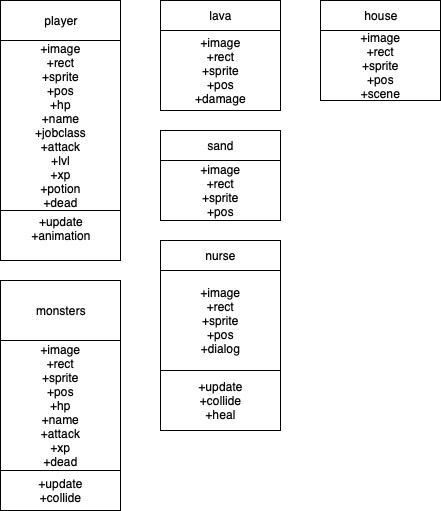 player
+image
+rect
+sprite
+pos
+hp
+name
+jobclass
+attack
+lvl
+xp
+potion
+dead
+update
+animation
monsters
+image
+rect
+sprite
+pos
+hp
+name
+attack
+xp
+dead
+update
+collide
lava
+image
+rect
+sprite
+pos
+damage
sand
+image
+rect
+sprite
+pos
nurse
+image
+rect
+sprite
+pos
+dialog
+update
+collide
+heal
house
+image
+rect
+sprite
+pos
+scene